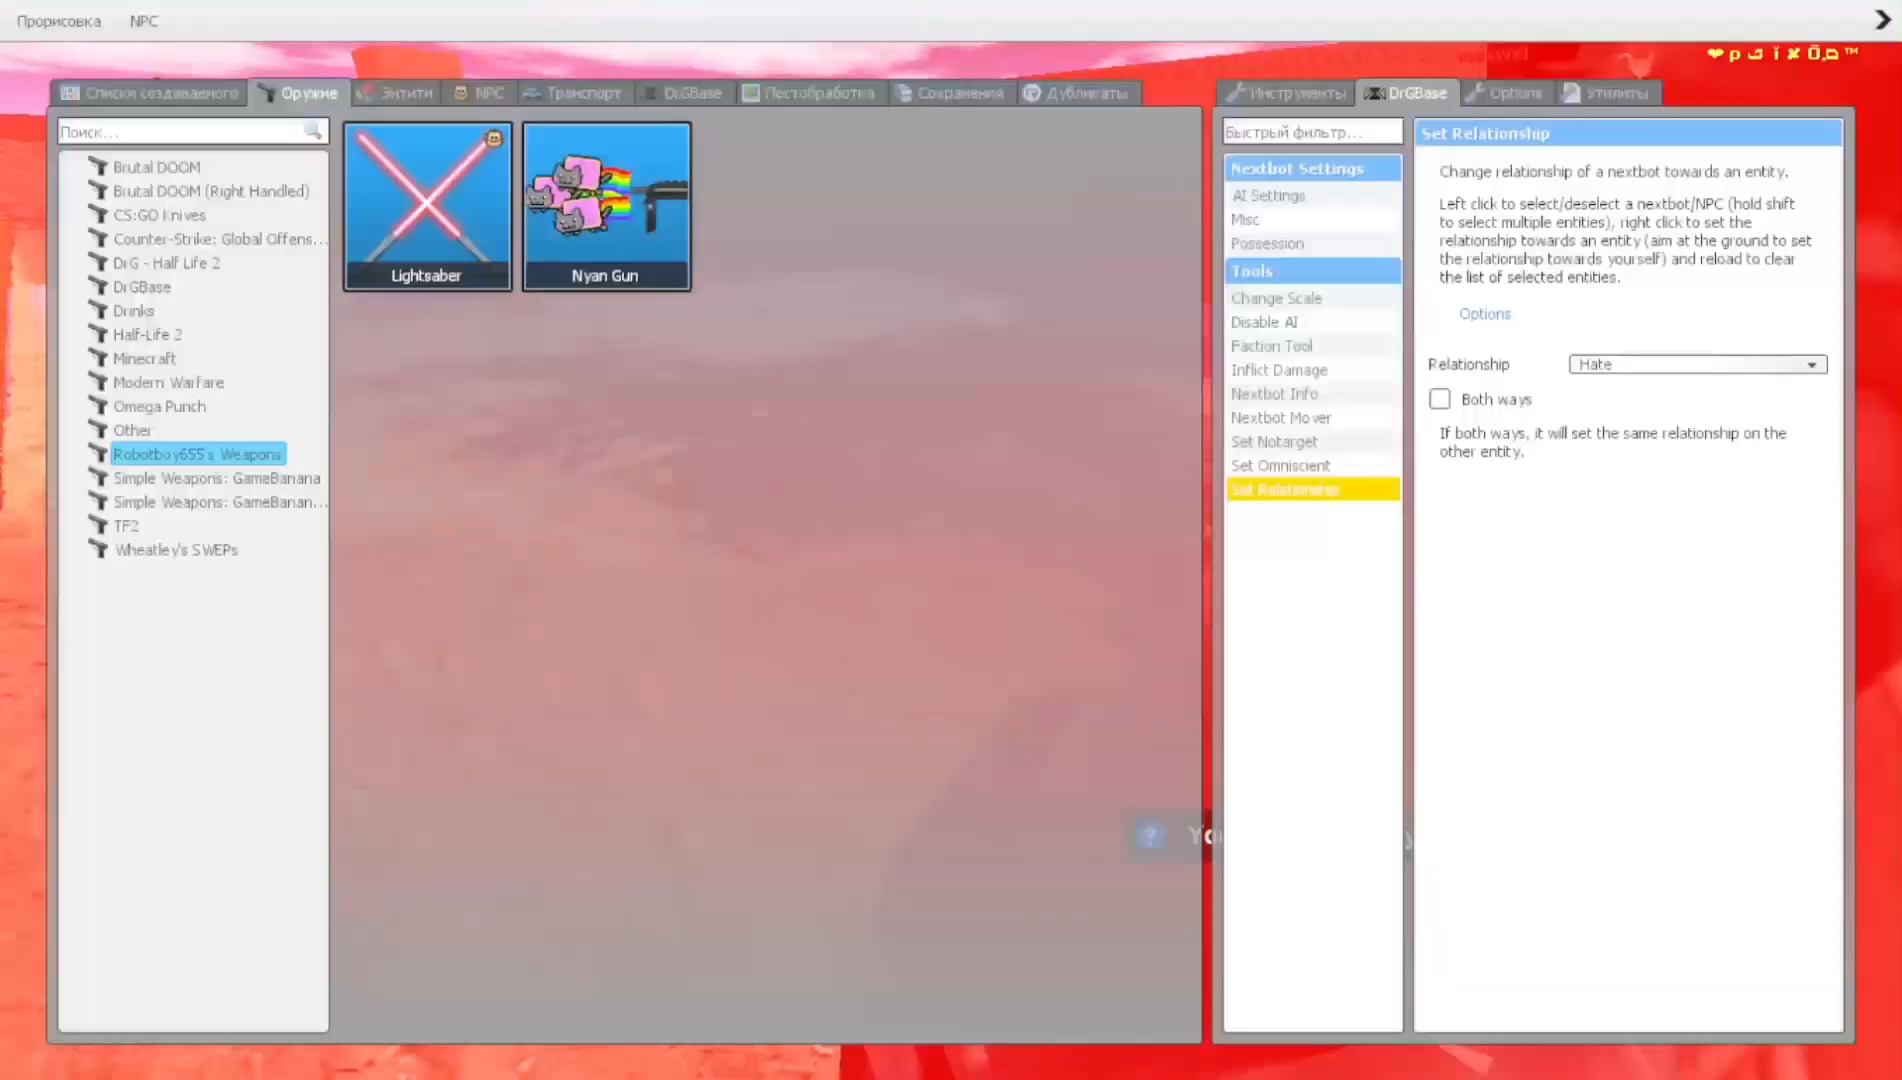 Прорисовка NPC
Списки создаваемого Оружие Энтити NPC Транспорт DrGBase Постобработка Сохранения Дубликаты
Инструменты DrGBase Options Утилиты
Поиск...
Brutal DOOM
Brutal DOOM (Right Handled)
CS:GO Knives
Counter-Strike: Global Offens...
DrG - Half Life 2
DrGBase
Drinks
Half-Life 2
Minecraft
Modern Warfare
Omega Punch
Other
Robotboy655's Weapons
Simple Weapons: GameBanana
Simple Weapons: GameBanan...
TF2
Wheatley's SWEPs
Lightsaber
Nyan Gun
Быстрый фильтр...
Nextbot Settings
AI Settings
Misc
Possession
Tools
Change Scale
Disable AI
Faction Tool
Inflict Damage
Nextbot Info
Nextbot Mover
Set Notarget
Set Omniscient
Set Relationship
Set Relationship
Change relationship of a nextbot towards an entity.
Left click to select/deselect a nextbot/NPC (hold shift
to select multiple entities), right click to set the
relationship towards an entity (aim at the ground to set
the relationship towards yourself) and reload to clear
the list of selected entities.
Options
Relationship Hate
Both ways
If both ways, it will set the same relationship on the
other entity.